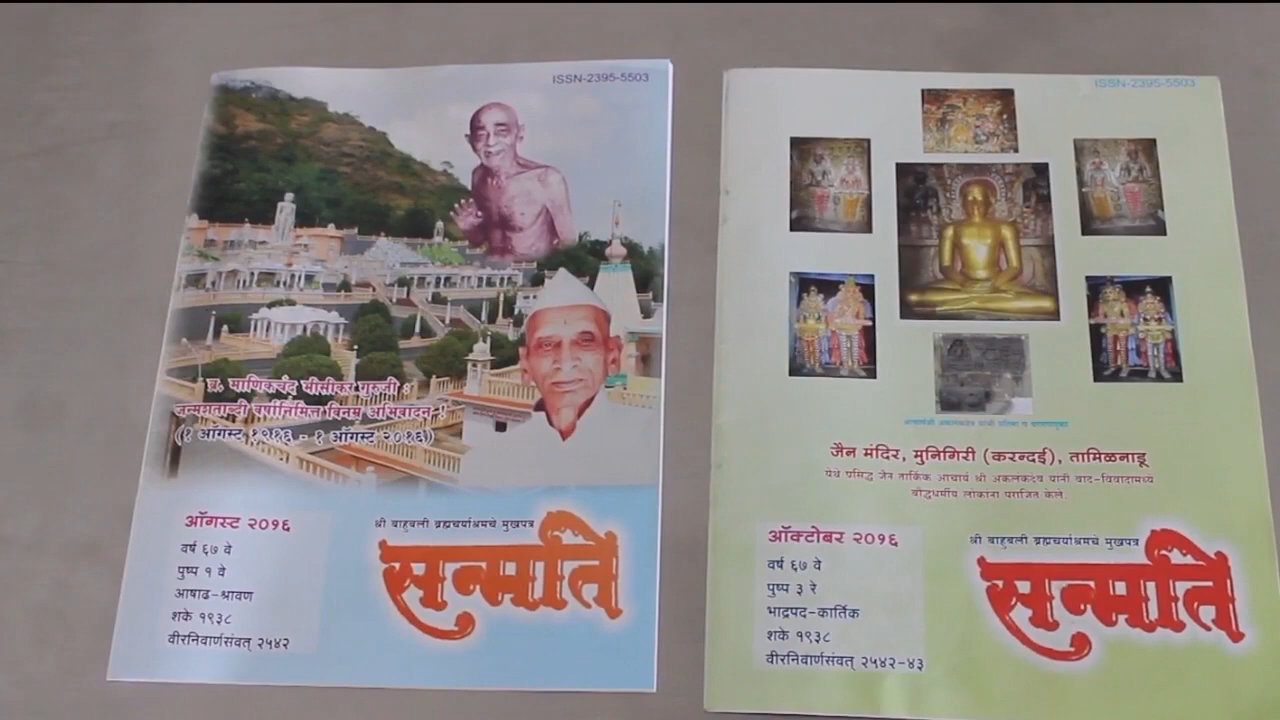 ISSN-2395-5503
ब्र. माणिकचंद भीसीकर गुरुजी :
जन्मशताब्दी वर्षानिमित्त विनम्र अभिवादन !
(१ ऑगस्ट १९१६ - १ ऑगस्ट २०१६)
ऑगस्ट २०१६
वर्ष ६७ वे
पुष्प १ वे
आषाढ-श्रावण
शके १९३८
वीरनिवार्णसंवत् २५४२
श्री बाहुबली ब्रह्मचर्याश्रमचे मुखपत्र
सन्मति
ISSN-2395-5503
जैन मंदिर, मुनिगिरी (करन्दई), तामिळनाडू
येथे प्रसिद्ध जैन तार्किक आचार्य श्री अकलंकदेव यांनी वाद-विवादामध्ये
बौद्धधर्मीय लोकांना पराजित केले.
ऑक्टोबर २०१६
वर्ष ६७ वे
पुष्प ३ रे
भाद्रपद-कार्तिक
शके १९३८
वीरनिवार्णसंवत् २५४२-४३
श्री बाहुबली ब्रह्मचर्याश्रमचे मुखपत्र
सन्मति